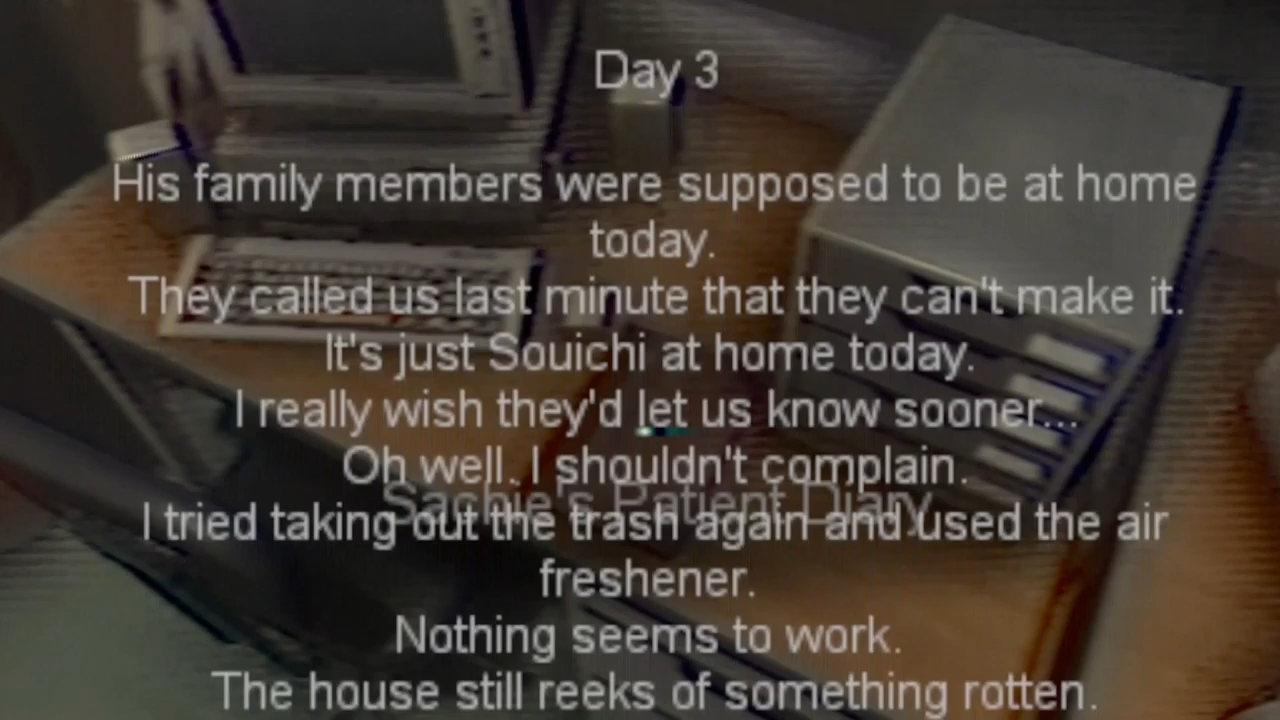 Day 3
His family members were supposed to be at home
today.
They called us last minute that they can't make it.
It's just Souichi at home today.
I really wish they'd let us know sooner...
Oh well. I shouldn't complain.
Sachie's Patient Diary
I tried taking out the trash again and used the air
freshener.
Nothing seems to work.
The house still reeks of something rotten.